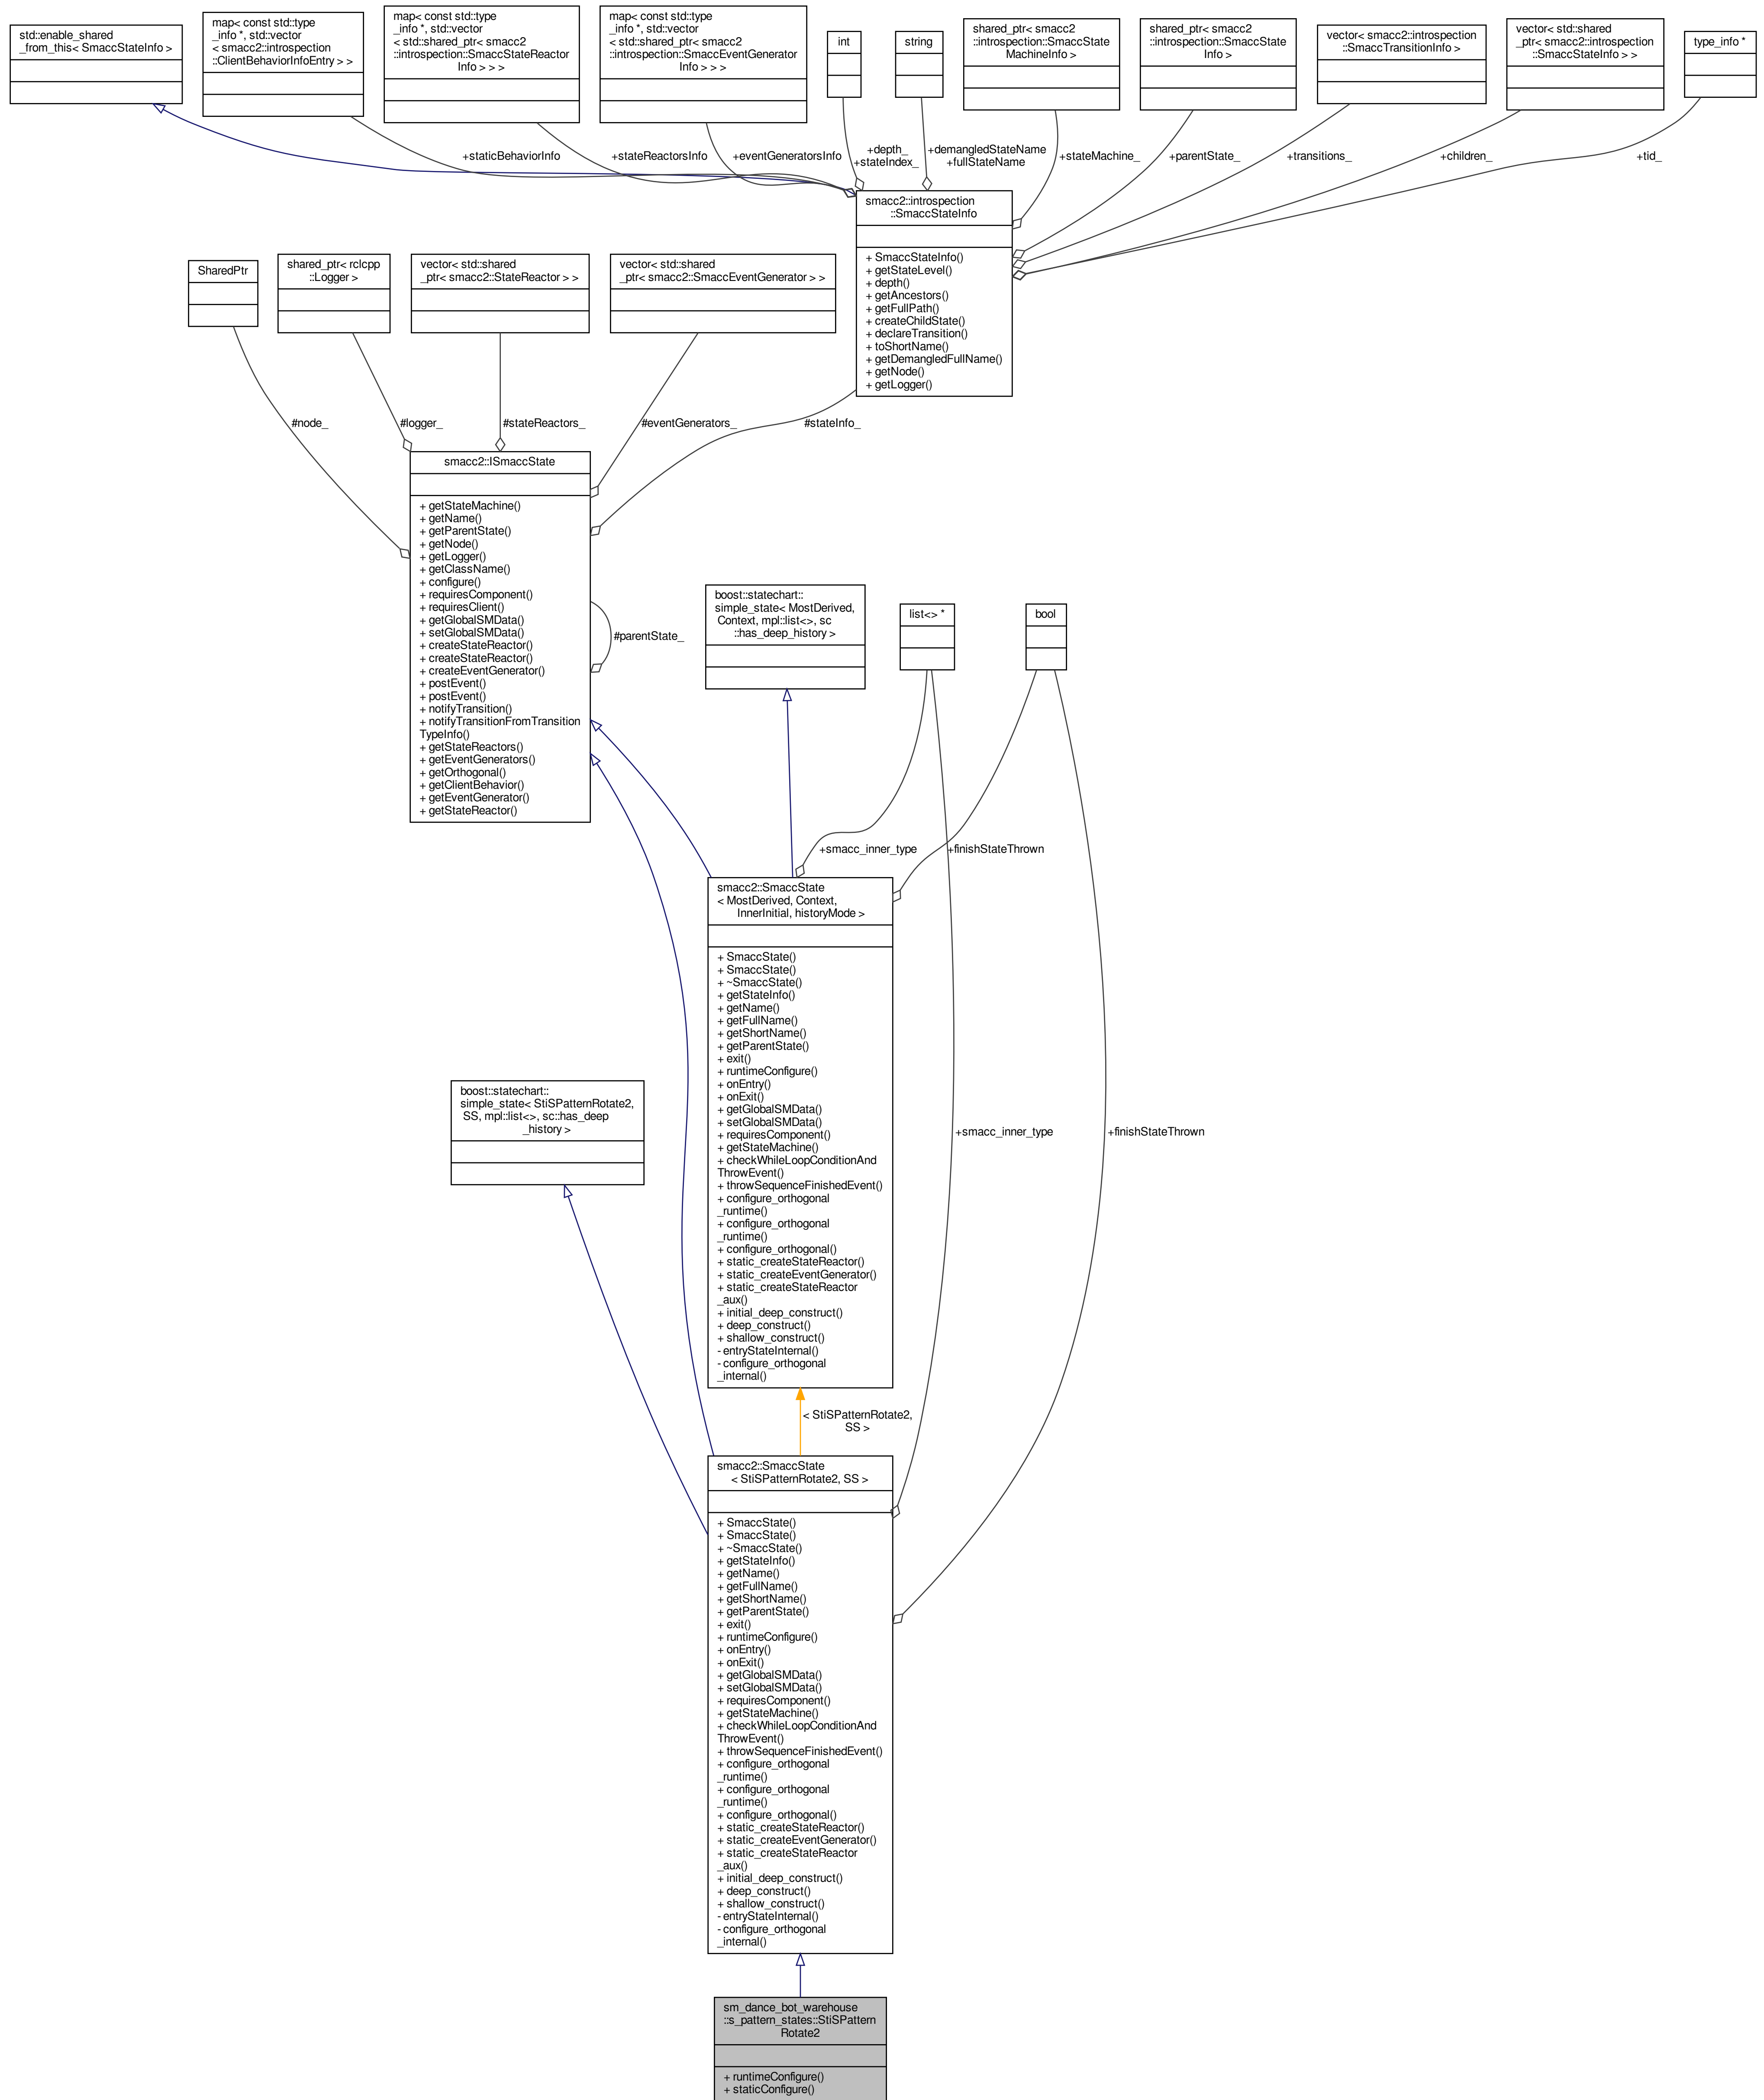 std::enable_shared
_from_this< SmaccStateInfo >
map< const std::type
_info *, std::vector
< smacc2::introspection
::ClientBehaviorInfoEntry > >
map< const std::type
_info *, std::vector
< std::shared_ptr< smacc2
::introspection::SmaccStateReactor
Info > > >
map< const std::type
_info *, std::vector
< std::shared_ptr< smacc2
::introspection::SmaccEventGenerator
Info > > >
int
string
shared_ptr< smacc2
::introspection::SmaccState
MachineInfo >
shared_ptr< smacc2
::introspection::SmaccState
Info >
vector< smacc2::introspection
::SmaccTransitionInfo >
vector< std::shared
_ptr< smacc2::introspection
::SmaccStateInfo > >
type_info *
+staticBehaviorInfo
+stateReactorsInfo
+eventGeneratorsInfo
+depth_
+stateIndex_
+demangledStateName
+fullStateName
+stateMachine_
+parentState_
+transitions_
+children_
+tid_
smacc2::introspection
::SmaccStateInfo
+ SmaccStateInfo()
+ getStateLevel()
+ depth()
+ getAncestors()
+ getFullPath()
+ createChildState()
+ declareTransition()
+ toShortName()
+ getDemangledFullName()
+ getNode()
+ getLogger()
SharedPtr
shared_ptr< rclcpp
::Logger >
vector< std::shared
_ptr< smacc2::StateReactor > >
vector< std::shared
_ptr< smacc2::SmaccEventGenerator > >
#node_
#logger_
#stateReactors_
#eventGenerators_
#stateInfo_
smacc2::ISmaccState
+ getStateMachine()
+ getName()
+ getParentState()
+ getNode()
+ getLogger()
+ getClassName()
+ configure()
+ requiresComponent()
+ requiresClient()
+ getGlobalSMData()
+ setGlobalSMData()
+ createStateReactor()
+ createStateReactor()
+ createEventGenerator()
+ postEvent()
+ postEvent()
+ notifyTransition()
+ notifyTransitionFromTransition
TypeInfo()
+ getStateReactors()
+ getEventGenerators()
+ getOrthogonal()
+ getClientBehavior()
+ getEventGenerator()
+ getStateReactor()
#parentState_
boost::statechart::
simple_state< MostDerived,
Context, mpl::list<>, sc
::has_deep_history >
list<> *
bool
+smacc_inner_type
+finishStateThrown
smacc2::SmaccState
< MostDerived, Context,
InnerInitial, historyMode >
+ SmaccState()
+ SmaccState()
+ ~SmaccState()
+ getStateInfo()
+ getName()
+ getFullName()
+ getShortName()
+ getParentState()
+ exit()
+ runtimeConfigure()
+ onEntry()
+ onExit()
+ getGlobalSMData()
+ setGlobalSMData()
+ requiresComponent()
+ getStateMachine()
+ checkWhileLoopConditionAnd
ThrowEvent()
+ throwSequenceFinishedEvent()
+ configure_orthogonal
_runtime()
+ configure_orthogonal
_runtime()
+ configure_orthogonal()
+ static_createStateReactor()
+ static_createEventGenerator()
+ static_createStateReactor
_aux()
+ initial_deep_construct()
+ deep_construct()
+ shallow_construct()
- entryStateInternal()
- configure_orthogonal
_internal()
boost::statechart::
simple_state< StiSPatternRotate2,
SS, mpl::list<>, sc::has_deep
_history >
+smacc_inner_type
+finishStateThrown
< StiSPatternRotate2,
SS >
smacc2::SmaccState
< StiSPatternRotate2, SS >
+ SmaccState()
+ SmaccState()
+ ~SmaccState()
+ getStateInfo()
+ getName()
+ getFullName()
+ getShortName()
+ getParentState()
+ exit()
+ runtimeConfigure()
+ onEntry()
+ onExit()
+ getGlobalSMData()
+ setGlobalSMData()
+ requiresComponent()
+ getStateMachine()
+ checkWhileLoopConditionAnd
ThrowEvent()
+ throwSequenceFinishedEvent()
+ configure_orthogonal
_runtime()
+ configure_orthogonal
_runtime()
+ configure_orthogonal()
+ static_createStateReactor()
+ static_createEventGenerator()
+ static_createStateReactor
_aux()
+ initial_deep_construct()
+ deep_construct()
+ shallow_construct()
- entryStateInternal()
- configure_orthogonal
_internal()
sm_dance_bot_warehouse
::s_pattern_states::StiSPattern
Rotate2
+ runtimeConfigure()
+ staticConfigure()